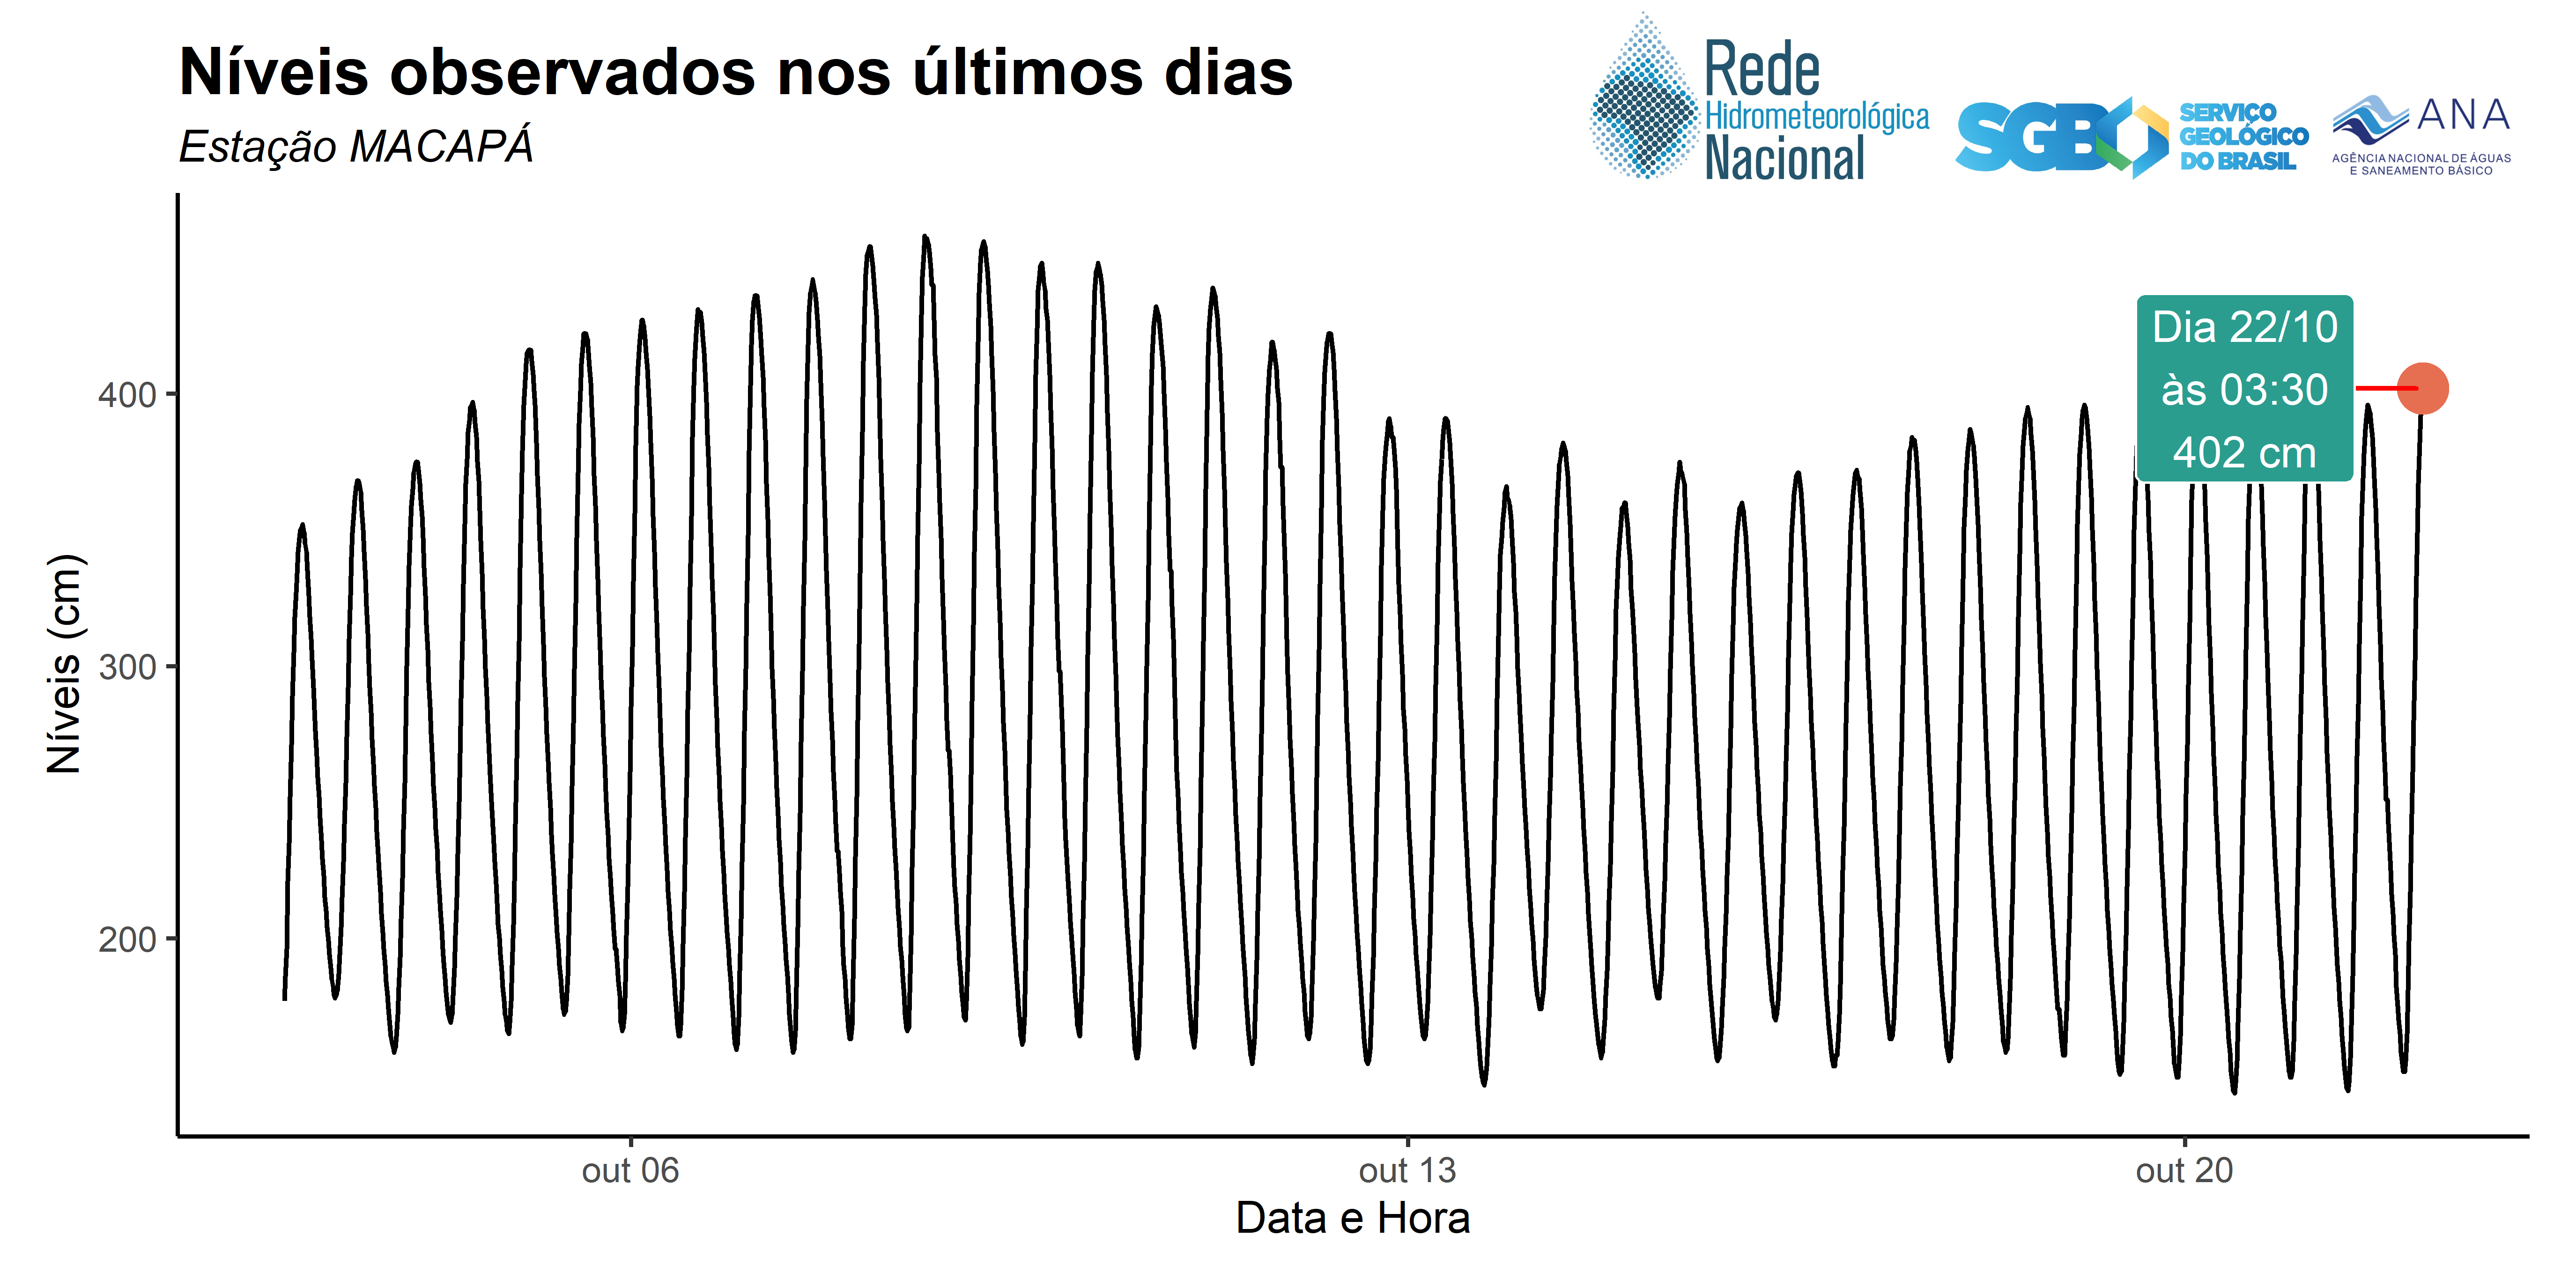 Níveis observados nos últimos dias
Estação MACAPÁ
Rede
Hidrometeorológica
Nacional
SGB
SERVIÇO
GEOLÓGICO
DO BRASIL
ANA
AGÊNCIA NACIONAL DE ÁGUAS
E SANEAMENTO BÁSICO
Níveis (cm)
400
300
200
Dia 22/10
às 03:30
402 cm
out 06
out 13
out 20
Data e Hora